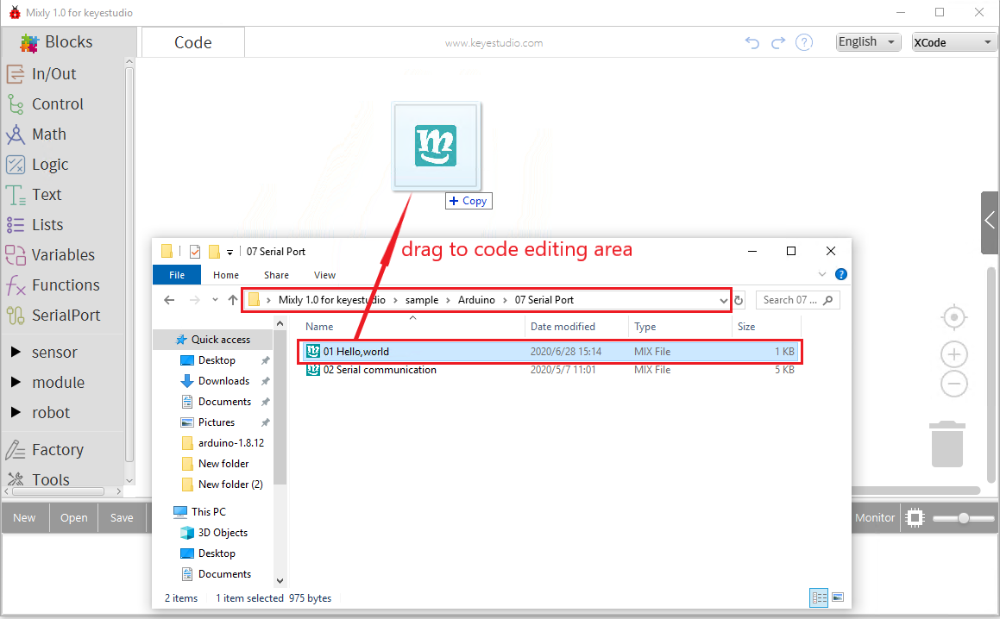 Mixly 1.0 for keyestudio
Blocks
Code
www.keyestudio.com
English
XCode
In/Out
Control
Math
Logic
Text
Lists
Variables
Functions
SerialPort
sensor
module
robot
Factory
Tools
m
+ Copy
drag to code editing area
07 Serial Port
File Home Share View
Mixly 1.0 for keyestudio > sample > Arduino > 07 Serial Port
Search 07 ...
Name Date modified Type Size
01 Hello,world 2020/6/28 15:14 MIX File 1 KB
02 Serial communication 2020/5/7 11:01 MIX File 5 KB
Quick access
Desktop
Downloads
Documents
Pictures
arduino-1.8.12
New folder
New folder (2)
This PC
3D Objects
Desktop
Documents
2 items 1 item selected 975 bytes
New Open Save
Monitor